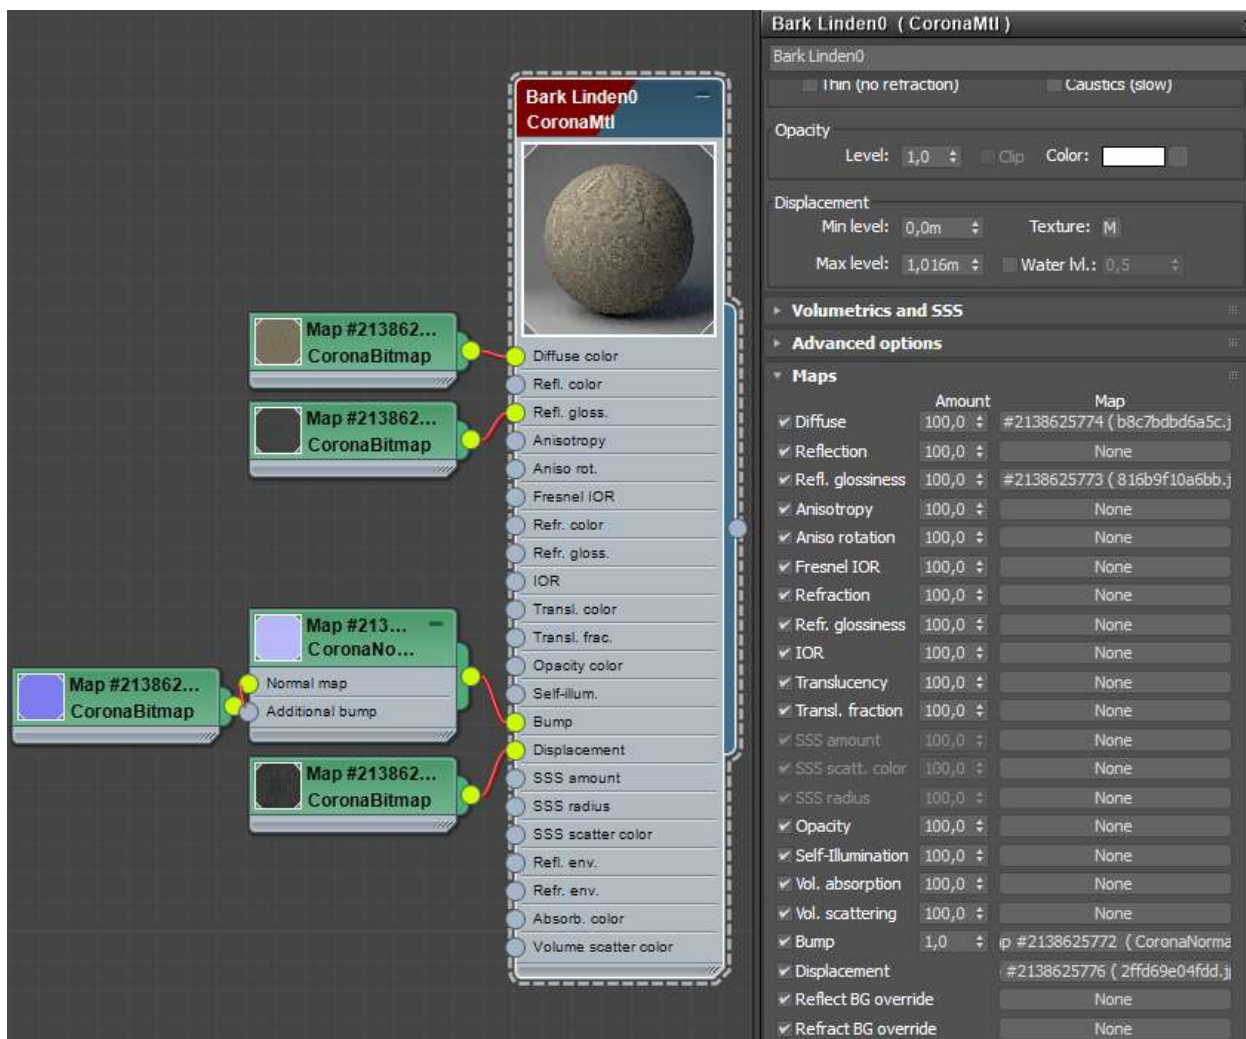 Bark Linden0
CoronaMtl
Diffuse color
Refl. color
Refl. gloss.
Anisotropy
Aniso rot.
Fresnel IOR
Refr. color
Refr. gloss.
IOR
Transl. color
Transl. frac.
Opacity color
Self-illum.
Bump
Displacement
SSS amount
SSS radius
SSS scatter color
Refl. env.
Refr. env.
Absorb. color
Volume scatter color
Map #213862...
CoronaBitmap
Map #213862...
CoronaBitmap
Map #213...
CoronaNo...
Normal map
Additional bump
Map #213862...
CoronaBitmap
Map #213862...
CoronaBitmap
Bark Linden0 ( CoronaMtl )
Bark Linden0
Thin (no refraction) Caustics (slow)
Opacity
Level: 1,0 Clip Color:
Displacement
Min level: 0,0m Texture: M
Max level: 1,016m Water lvl.: 0,5
Volumetrics and SSS
Advanced options
Maps
Amount Map
Diffuse 100,0 #2138625774 ( b8c7bdbd6a5c.j
Reflection 100,0 None
Refl. glossiness 100,0 #2138625773 ( 816b9f10a6bb.j
Anisotropy 100,0 None
Aniso rotation 100,0 None
Fresnel IOR 100,0 None
Refraction 100,0 None
Refr. glossiness 100,0 None
IOR 100,0 None
Translucency 100,0 None
Transl. fraction 100,0 None
SSS amount 100,0 None
SSS scatt. color 100,0 None
SSS radius 100,0 None
Opacity 100,0 None
Self-Illumination 100,0 None
Vol. absorption 100,0 None
Vol. scattering 100,0 None
Bump 1,0 p #2138625772 ( CoronaNorma
Displacement #2138625776 ( 2ffd69e04fdd.j
Reflect BG override None
Refract BG override None